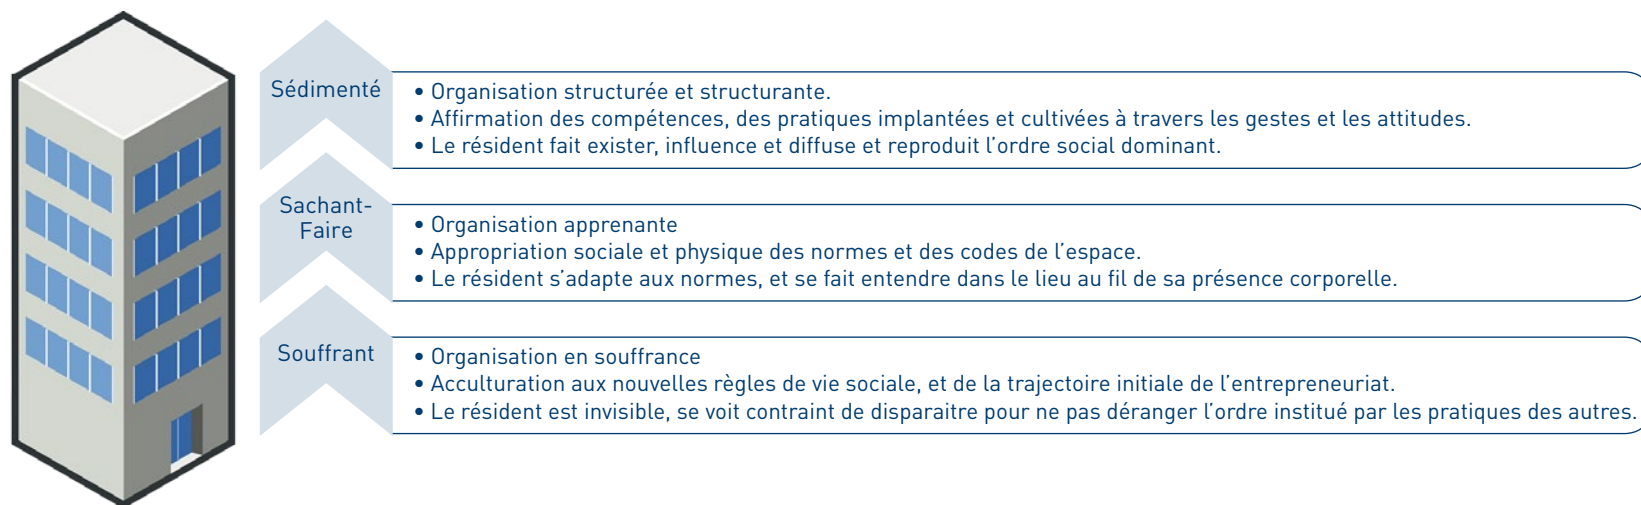 Sédimenté
• Organisation structurée et structurante.
• Affirmation des compétences, des pratiques implantées et cultivées à travers les gestes et les attitudes.
• Le résident fait exister, influence et diffuse et reproduit l’ordre social dominant.
Sachant-
Faire
• Organisation apprenante
• Appropriation sociale et physique des normes et des codes de l’espace.
• Le résident s’adapte aux normes, et se fait entendre dans le lieu au fil de sa présence corporelle.
Souffrant
• Organisation en souffrance
• Acculturation aux nouvelles règles de vie sociale, et de la trajectoire initiale de l’entrepreneuriat.
• Le résident est invisible, se voit contraint de disparaitre pour ne pas déranger l’ordre institué par les pratiques des autres.